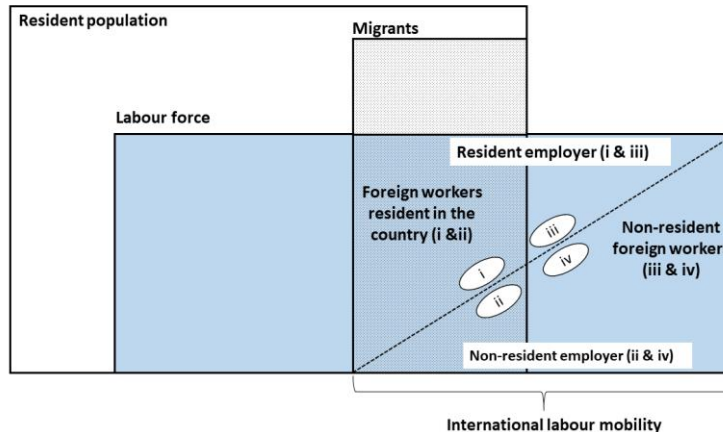 Resident population
Migrants
Labour force
Resident employer (i & iii)
Foreign workers
resident in the
country (i &ii)
iii
Non-resident
foreign worker
(iii & iv)
iv
i
ii
Non-resident employer (ii & iv)
International labour mobility